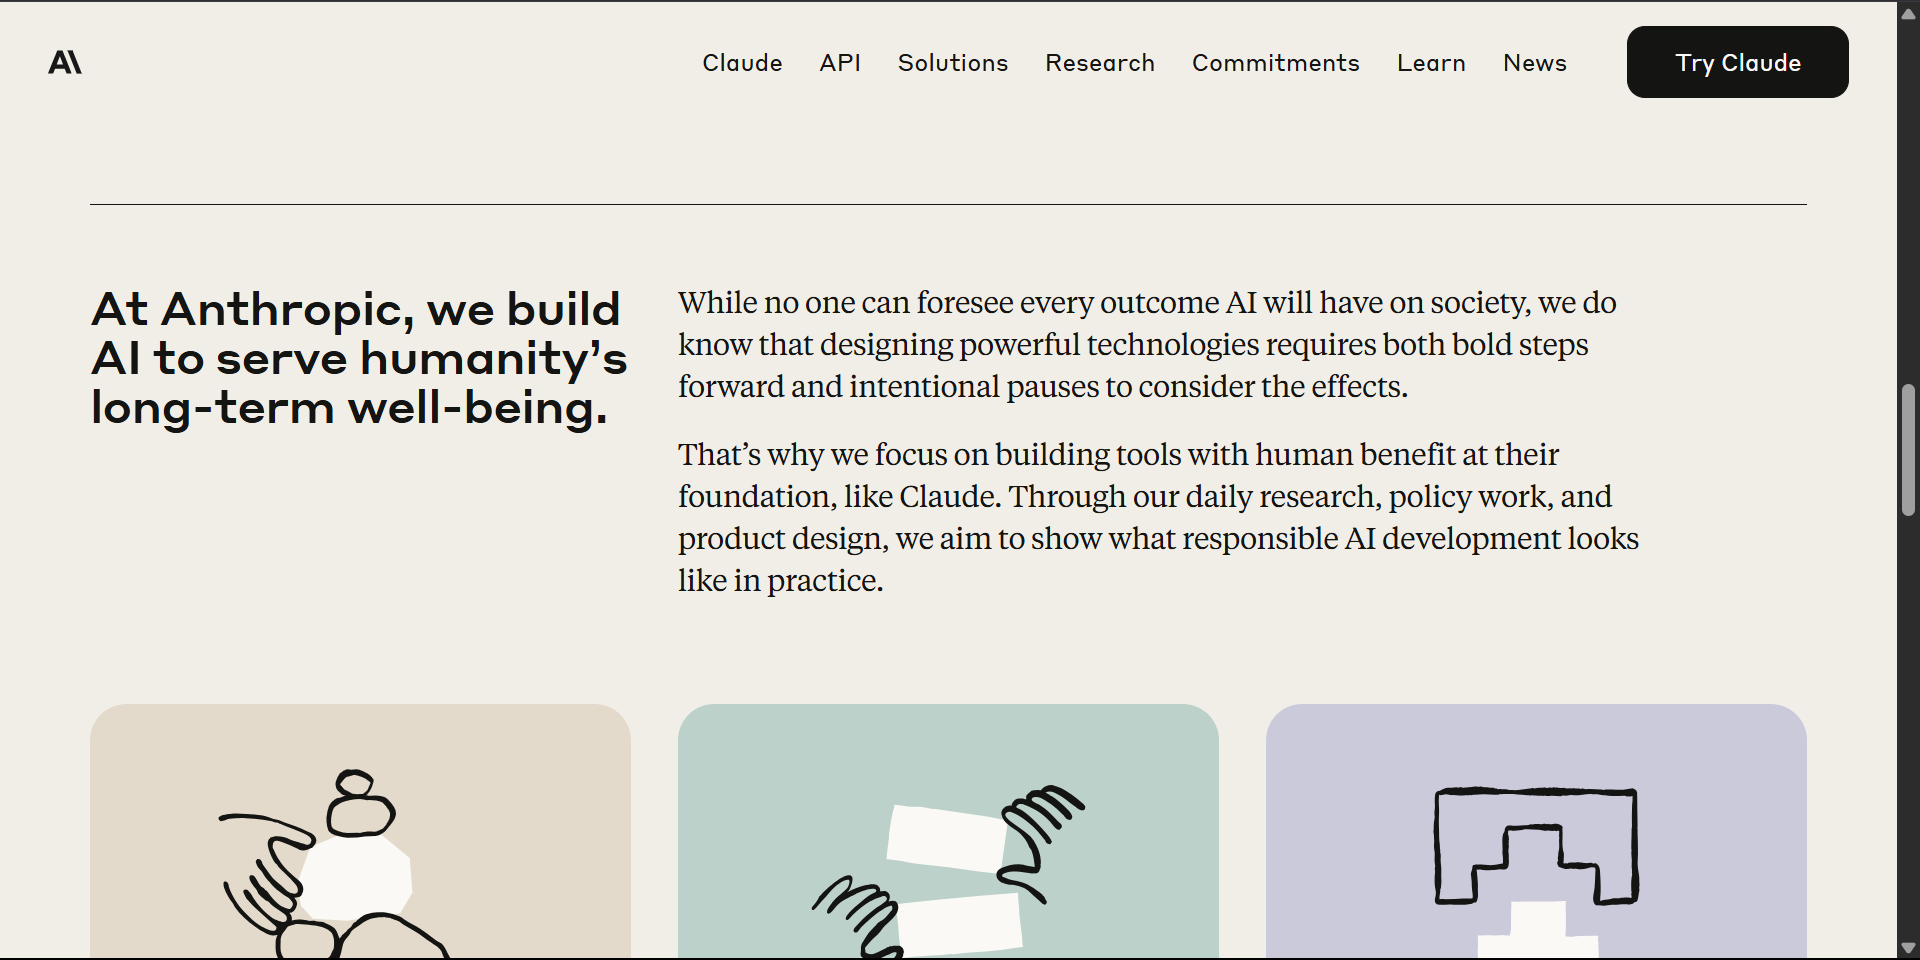 AI
Claude
API
Solutions
Research
Commitments
Learn
News
Try Claude
At Anthropic, we build
AI to serve humanity’s
long-term well-being.
While no one can foresee every outcome AI will have on society, we do
know that designing powerful technologies requires both bold steps
forward and intentional pauses to consider the effects.
That’s why we focus on building tools with human benefit at their
foundation, like Claude. Through our daily research, policy work, and
product design, we aim to show what responsible AI development looks
like in practice.